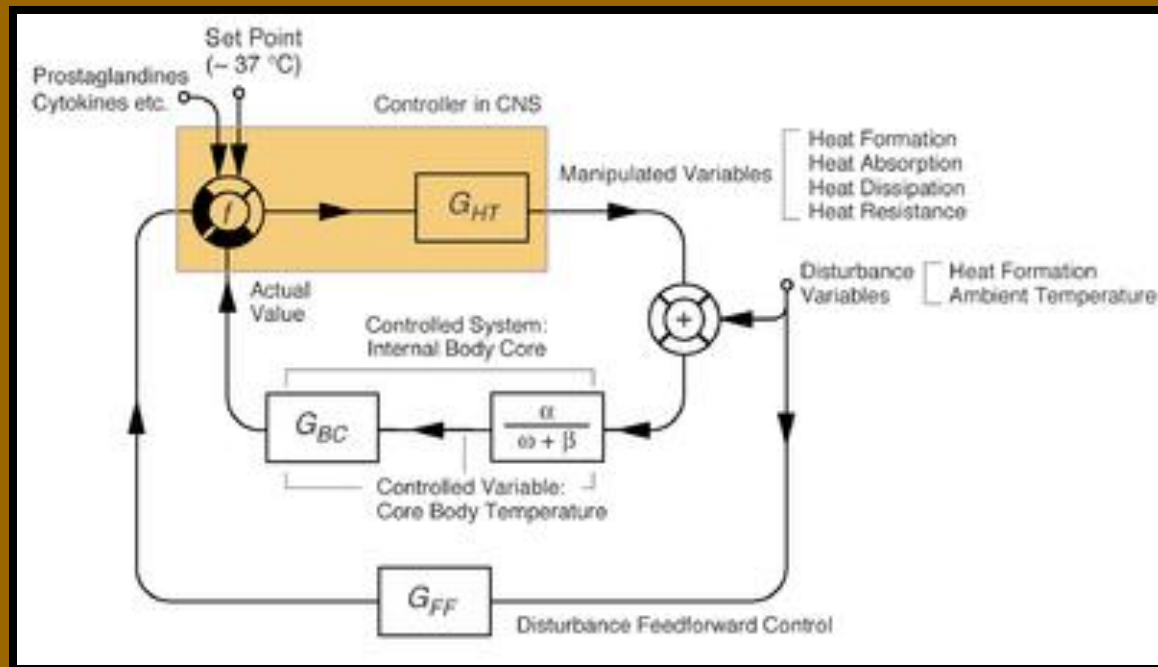 Set Point
(~ 37 °C)
Prostaglandines
Cytokines etc.
Controller in CNS
f
G_HT
Manipulated Variables
Heat Formation
Heat Absorption
Heat Dissipation
Heat Resistance
Disturbance
Variables
Heat Formation
Ambient Temperature
+
Actual
Value
Controlled System:
Internal Body Core
G_BC
α
ω + β
Controlled Variable:
Core Body Temperature
G_FF
Disturbance Feedforward Control